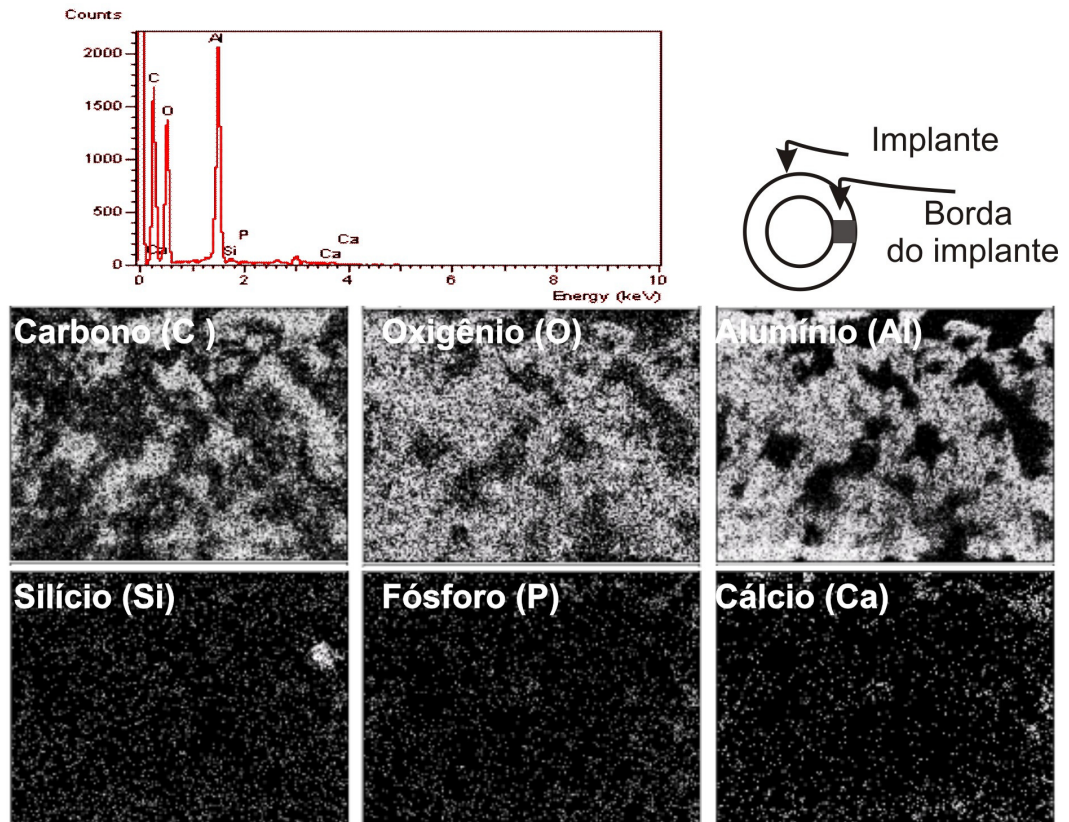 Counts
2000
1500
1000
500
0
C
O
Al
Ca
Si
P
Ca
Ca
0
2
4
6
8
10
Energy (keV)
Implante
Borda
do implante
Carbono (C )
Oxigênio (O)
Alumínio (Al)
Silício (Si)
Fósforo (P)
Cálcio (Ca)